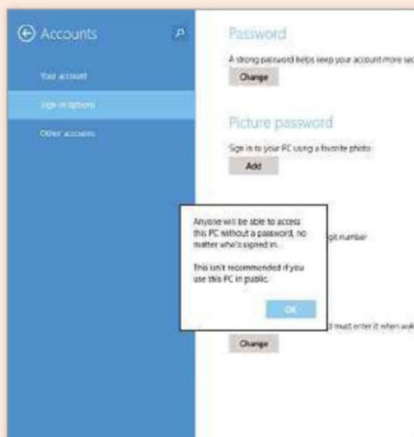 Accounts
Your account
Sign-in options
Other accounts
Password
A strong password helps keep your account more sec
Change
Picture password
Sign in to your PC using a favorite photo
Add
Anyone will be able to access
this PC without a password, no
matter who's signed in.
This isn't recommended if you
use this PC in public.
OK
git number
d must enter it when wak
Change